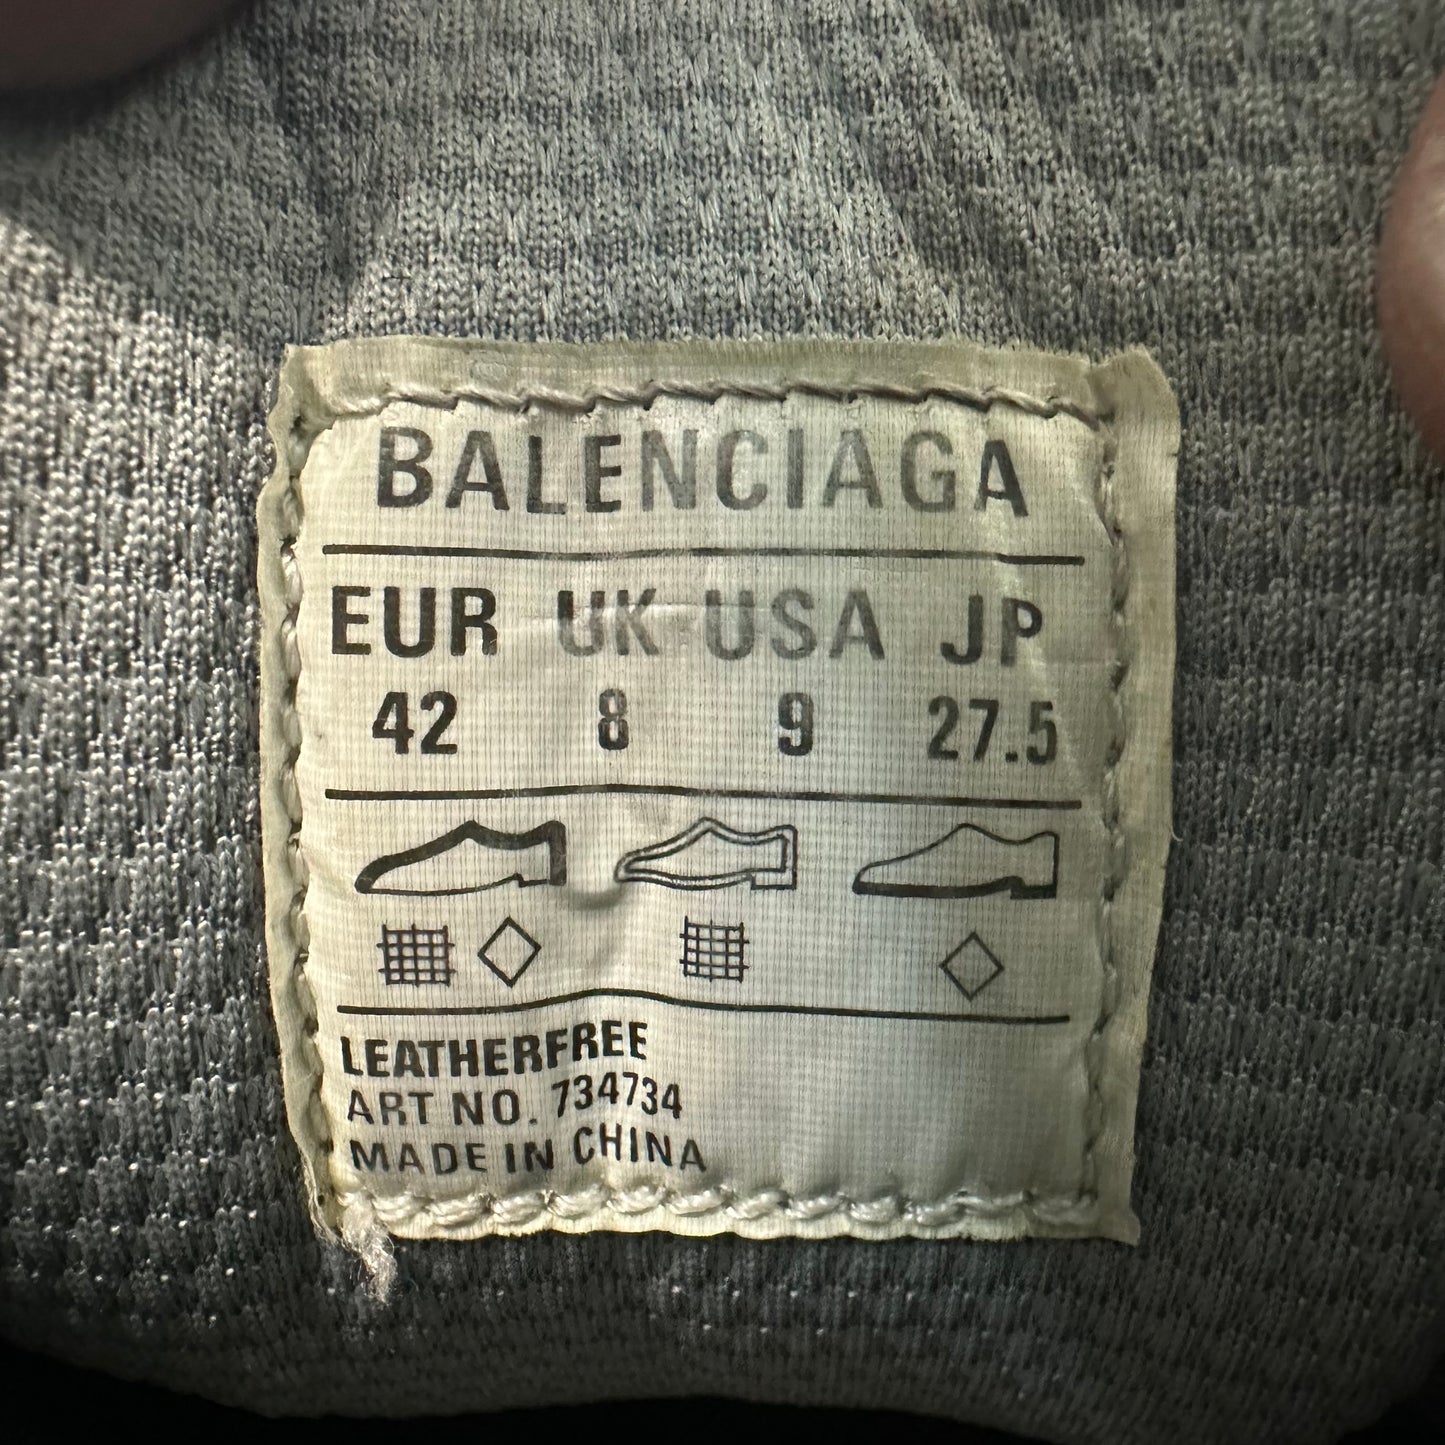 BALENCIAGA
EUR UK USA JP
42 8 9 27.5
LEATHERFREE
ART NO. 734734
MADE IN CHINA